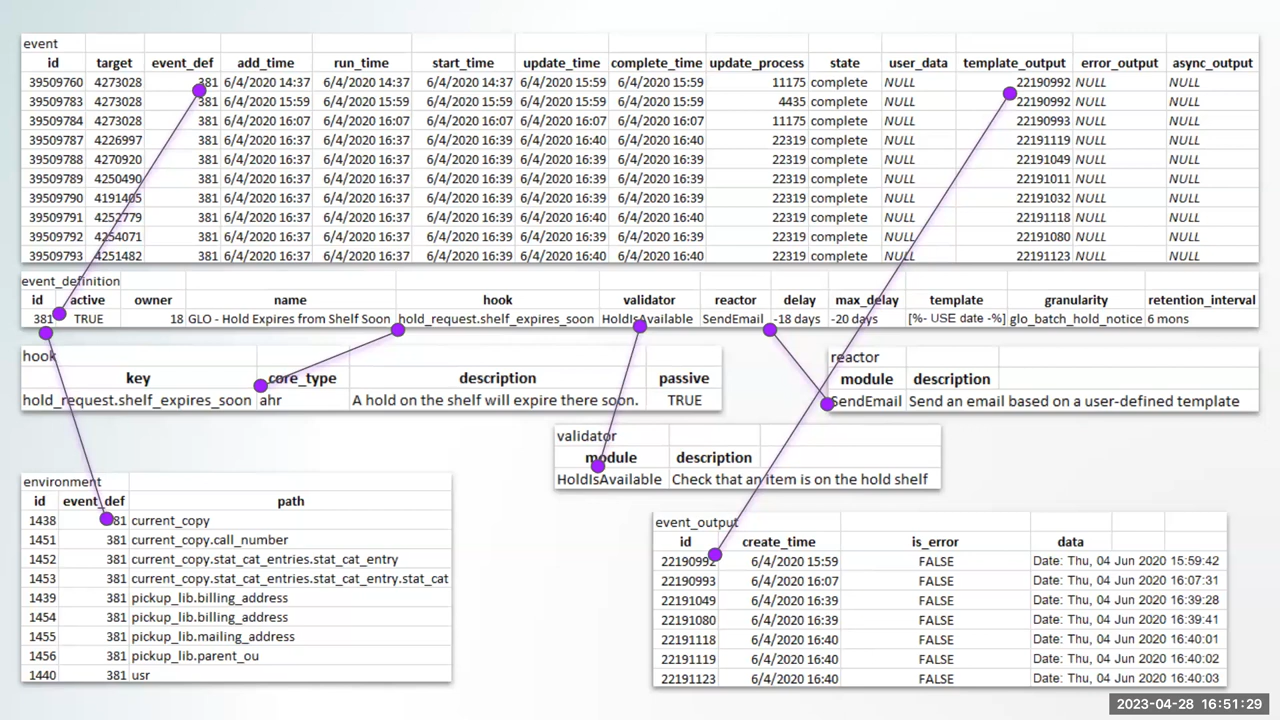 event
id target event_def add_time run_time start_time update_time complete_time update_process state user_data template_output error_output async_output
39509760 4273028 381 6/4/2020 14:37 6/4/2020 14:37 6/4/2020 14:37 6/4/2020 15:59 6/4/2020 15:59 11175 complete NULL 22190992 NULL NULL
39509783 4273028 381 6/4/2020 15:59 6/4/2020 15:59 6/4/2020 15:59 6/4/2020 15:59 6/4/2020 15:59 4435 complete NULL 22190992 NULL NULL
39509784 4273028 381 6/4/2020 16:07 6/4/2020 16:07 6/4/2020 16:07 6/4/2020 16:07 6/4/2020 16:07 11175 complete NULL 22190993 NULL NULL
39509787 4226997 381 6/4/2020 16:37 6/4/2020 16:37 6/4/2020 16:39 6/4/2020 16:40 6/4/2020 16:40 22319 complete NULL 22191119 NULL NULL
39509788 4270920 381 6/4/2020 16:37 6/4/2020 16:37 6/4/2020 16:39 6/4/2020 16:39 6/4/2020 16:39 22319 complete NULL 22191049 NULL NULL
39509789 4250490 381 6/4/2020 16:37 6/4/2020 16:37 6/4/2020 16:39 6/4/2020 16:39 6/4/2020 16:39 22319 complete NULL 22191011 NULL NULL
39509790 4191405 381 6/4/2020 16:37 6/4/2020 16:37 6/4/2020 16:39 6/4/2020 16:39 6/4/2020 16:39 22319 complete NULL 22191032 NULL NULL
39509791 4252779 381 6/4/2020 16:37 6/4/2020 16:37 6/4/2020 16:39 6/4/2020 16:40 6/4/2020 16:40 22319 complete NULL 22191118 NULL NULL
39509792 4254071 381 6/4/2020 16:37 6/4/2020 16:37 6/4/2020 16:39 6/4/2020 16:39 6/4/2020 16:39 22319 complete NULL 22191080 NULL NULL
39509793 4251482 381 6/4/2020 16:37 6/4/2020 16:37 6/4/2020 16:39 6/4/2020 16:40 6/4/2020 16:40 22319 complete NULL 22191123 NULL NULL
event_definition
id active owner name hook validator reactor delay max_delay template granularity retention_interval
381 TRUE 18 GLO - Hold Expires from Shelf Soon hold_request.shelf_expires_soon HoldIsAvailable SendEmail -18 days -20 days [%- USE date -%] glo_batch_hold_notice 6 mons
hook
key core_type description passive
hold_request.shelf_expires_soon ahr A hold on the shelf will expire there soon. TRUE
reactor
module description
SendEmail Send an email based on a user-defined template
validator
module description
HoldIsAvailable Check that an item is on the hold shelf
environment
id event_def path
1438 381 current_copy
1451 381 current_copy.call_number
1452 381 current_copy.stat_cat_entries.stat_cat_entry
1453 381 current_copy.stat_cat_entries.stat_cat_entry.stat_cat
1439 381 pickup_lib.billing_address
1454 381 pickup_lib.billing_address
1455 381 pickup_lib.mailing_address
1456 381 pickup_lib.parent_ou
1440 381 usr
event_output
id create_time is_error data
22190992 6/4/2020 15:59 FALSE Date: Thu, 04 Jun 2020 15:59:42
22190993 6/4/2020 16:07 FALSE Date: Thu, 04 Jun 2020 16:07:31
22191049 6/4/2020 16:39 FALSE Date: Thu, 04 Jun 2020 16:39:28
22191080 6/4/2020 16:39 FALSE Date: Thu, 04 Jun 2020 16:39:41
22191118 6/4/2020 16:40 FALSE Date: Thu, 04 Jun 2020 16:40:01
22191119 6/4/2020 16:40 FALSE Date: Thu, 04 Jun 2020 16:40:02
22191123 6/4/2020 16:40 FALSE Date: Thu, 04 Jun 2020 16:40:03
2023-04-28 16:51:29